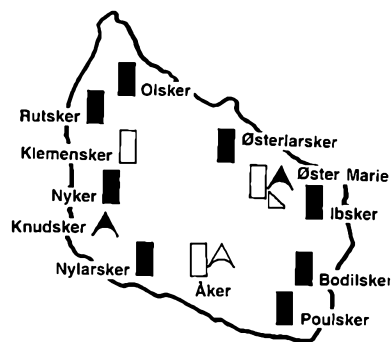 Olsker
Rutsker
Klemensker
Østerlarsker
Øster Marie
Nyker
Ibsker
Knudsker
Nylarsker
Åker
Bodilsker
Poulsker